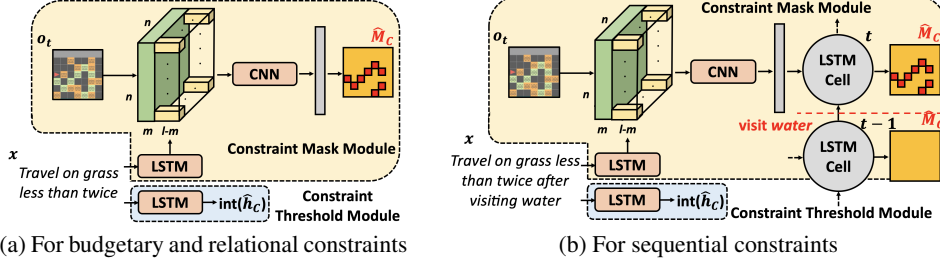 o_t
n
n
m l-m
CNN
M̂_C
LSTM
Constraint Mask Module
x
Travel on grass
less than twice
LSTM
int(ĥ_C)
Constraint
Threshold Module
(a) For budgetary and relational constraints
Constraint Mask Module
o_t
n
n
m l-m
CNN
t
LSTM
Cell
M̂_C
visit water
t − 1
M̂_C
LSTM
Cell
LSTM
x
Travel on grass less
than twice after
visiting water
LSTM
int(ĥ_C)
Constraint Threshold Module
(b) For sequential constraints